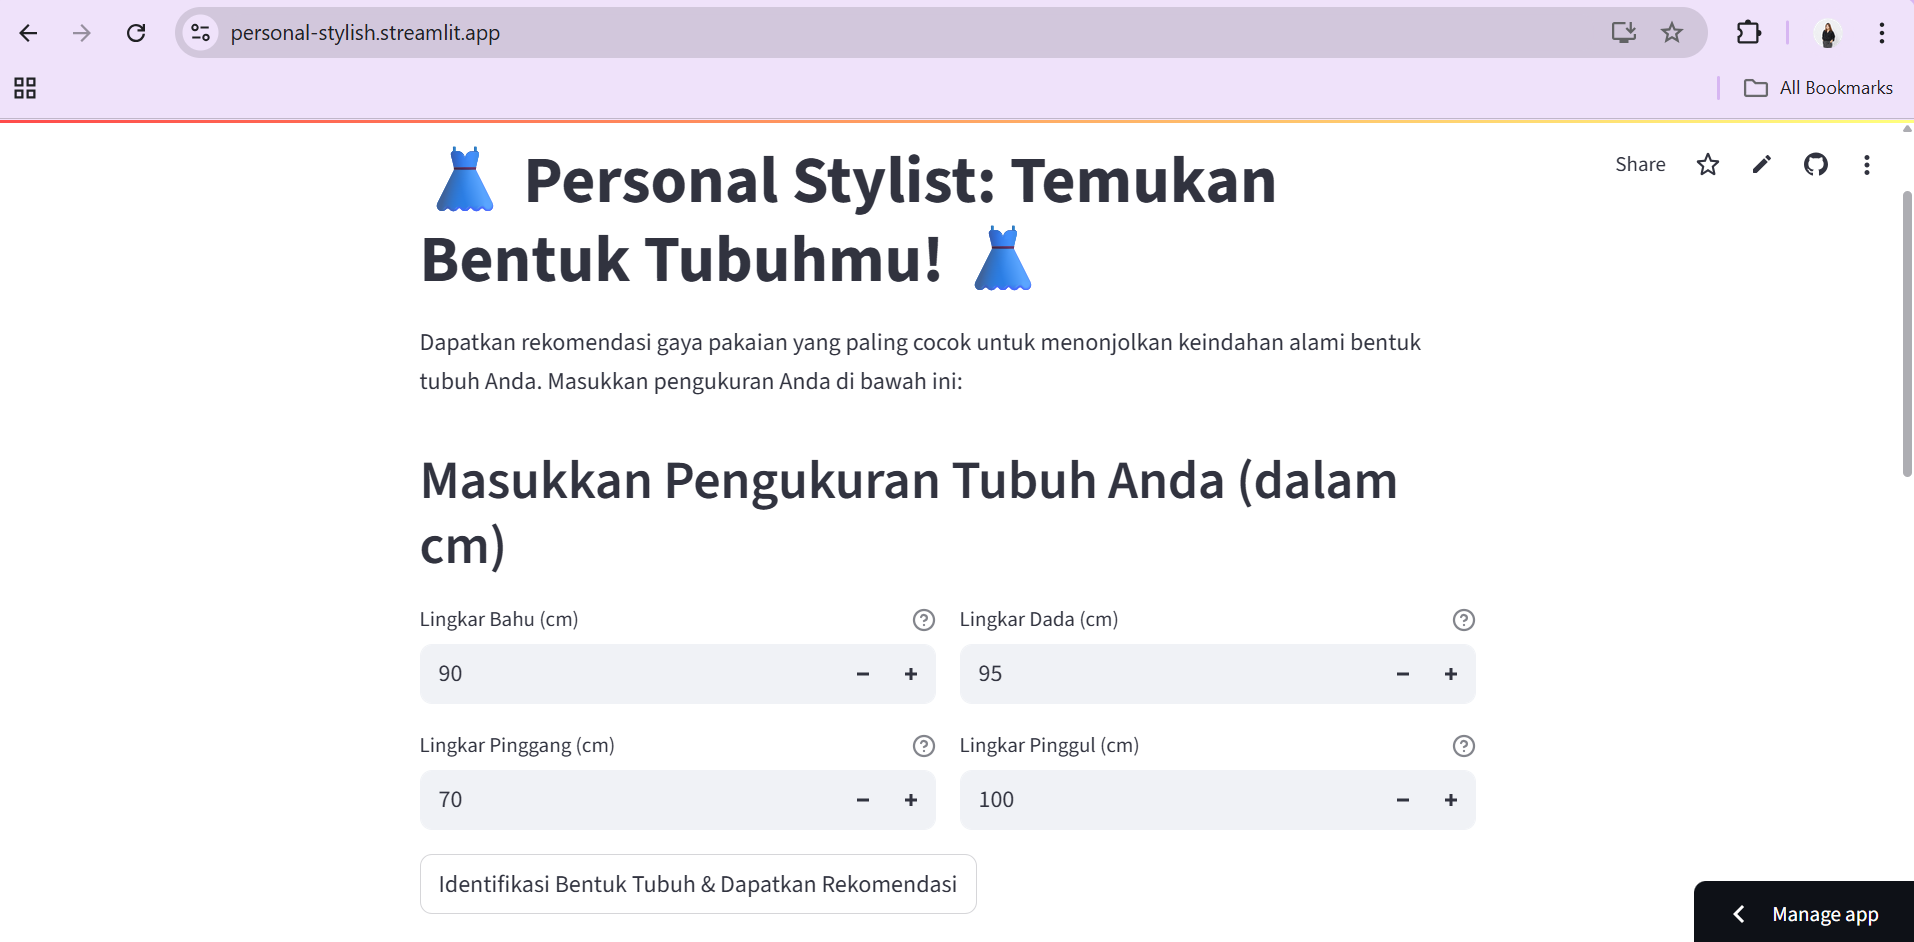 personal-stylish.streamlit.app
All Bookmarks
Share
👗 Personal Stylist: Temukan
Bentuk Tubuhmu! 👗
Dapatkan rekomendasi gaya pakaian yang paling cocok untuk menonjolkan keindahan alami bentuk
tubuh Anda. Masukkan pengukuran Anda di bawah ini:
Masukkan Pengukuran Tubuh Anda (dalam
cm)
Lingkar Bahu (cm)
Lingkar Dada (cm)
90
95
Lingkar Pinggang (cm)
Lingkar Pinggul (cm)
70
100
Identifikasi Bentuk Tubuh & Dapatkan Rekomendasi
Manage app